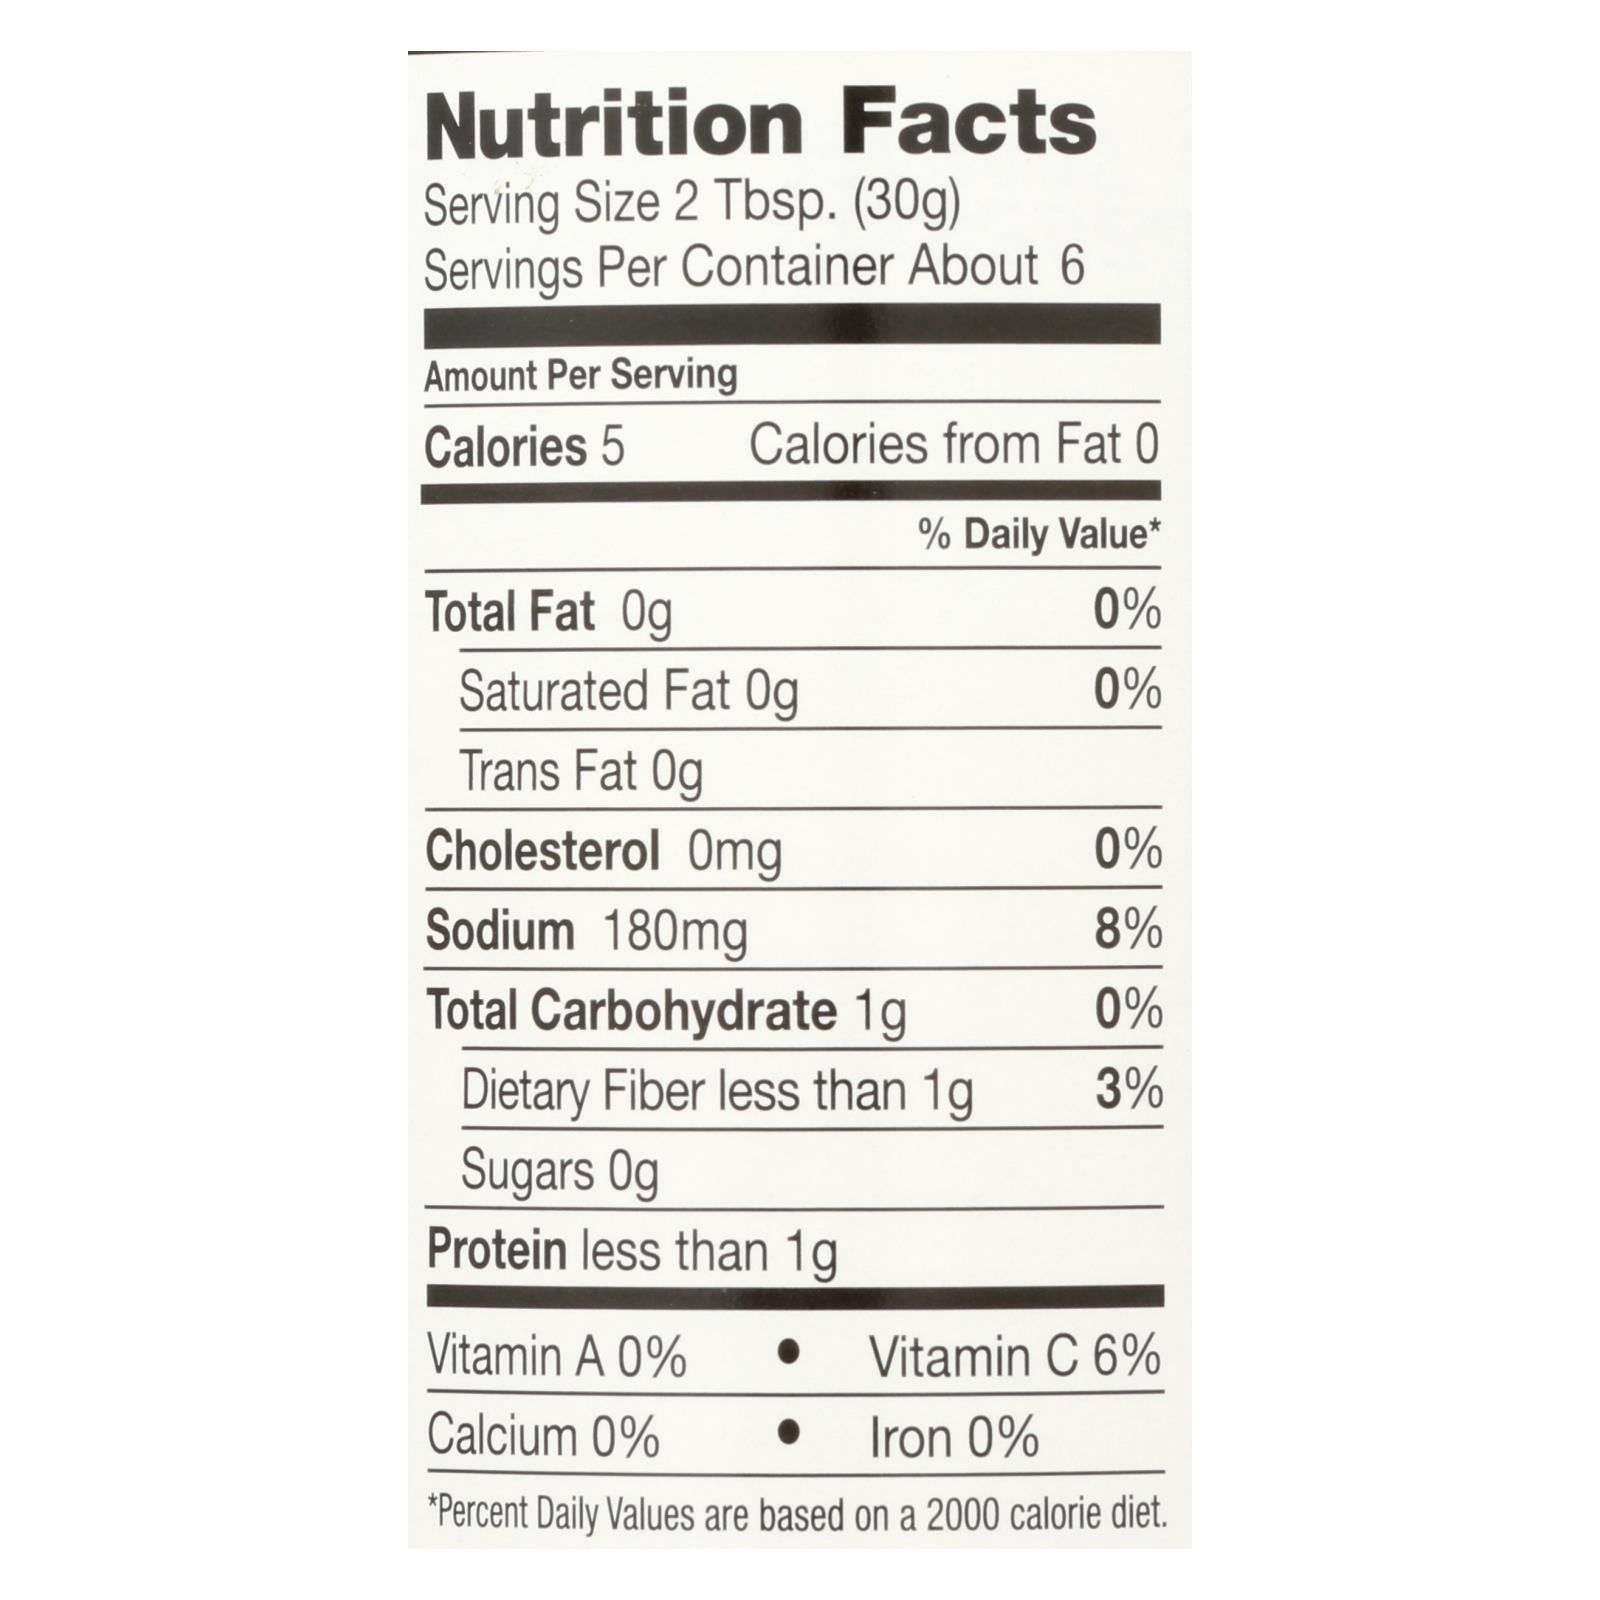 Nutrition Facts
Serving Size 2 Tbsp. (30g)
Servings Per Container About 6
Amount Per Serving
Calories 5 Calories from Fat 0
% Daily Value*
Total Fat 0g 0%
Saturated Fat 0g 0%
Trans Fat 0g
Cholesterol 0mg 0%
Sodium 180mg 8%
Total Carbohydrate 1g 0%
Dietary Fiber less than 1g 3%
Sugars 0g
Protein less than 1g
Vitamin A 0% • Vitamin C 6%
Calcium 0% • Iron 0%
*Percent Daily Values are based on a 2000 calorie diet.